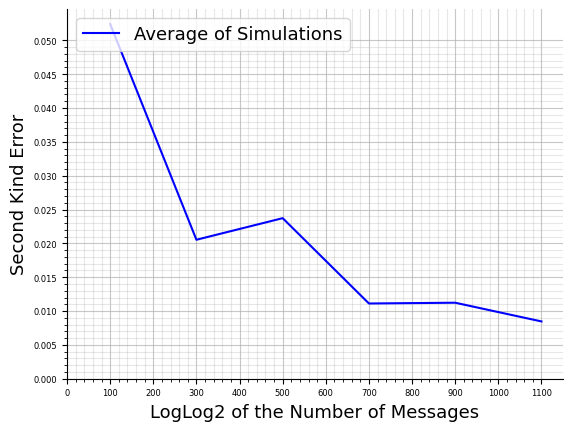 Average of Simulations
Second Kind Error
0.050
0.045
0.040
0.035
0.030
0.025
0.020
0.015
0.010
0.005
0.000
0 100 200 300 400 500 600 700 800 900 1000 1100
LogLog2 of the Number of Messages